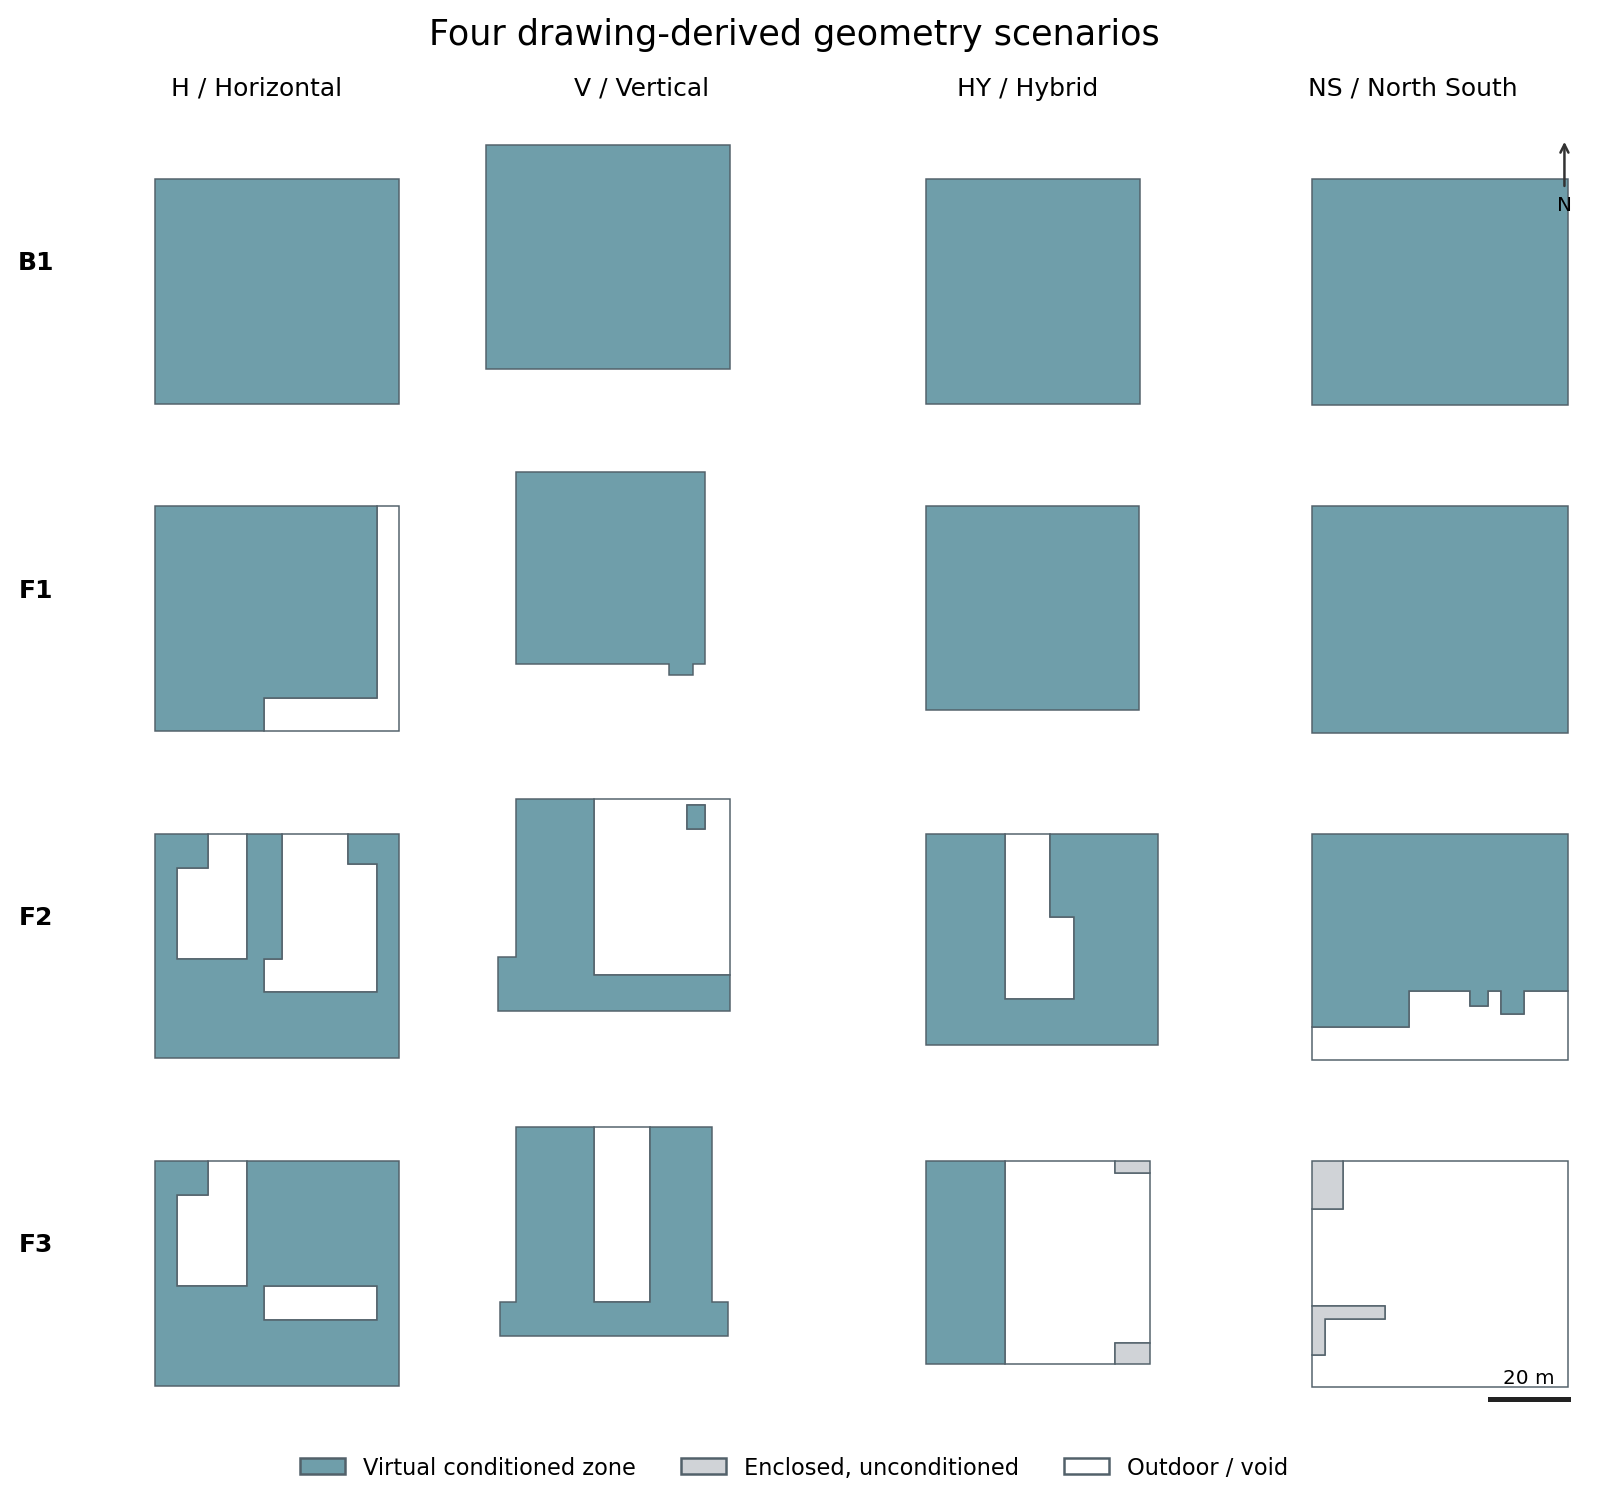 Four drawing-derived geometry scenarios
H / Horizontal
V / Vertical
HY / Hybrid
NS / North South
N
B1
F1
F2
F3
20 m
Virtual conditioned zone
Enclosed, unconditioned
Outdoor / void